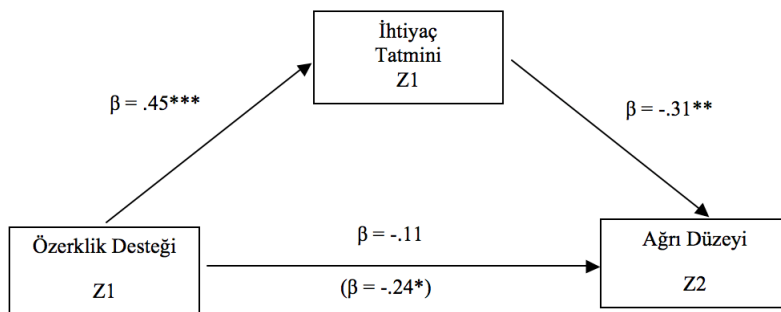 İhtiyaç
Tatmini
Z1
β = .45***
β = -.31**
Özerklik Desteği
Z1
β = -.11
(β = -.24*)
Ağrı Düzeyi
Z2